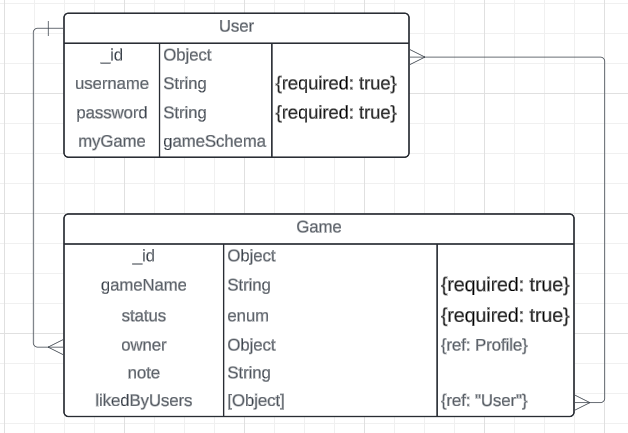 User
_id Object
username String {required: true}
password String {required: true}
myGame gameSchema
Game
_id Object
gameName String {required: true}
status enum {required: true}
owner Object {ref: Profile}
note String
likedByUsers [Object] {ref: "User"}